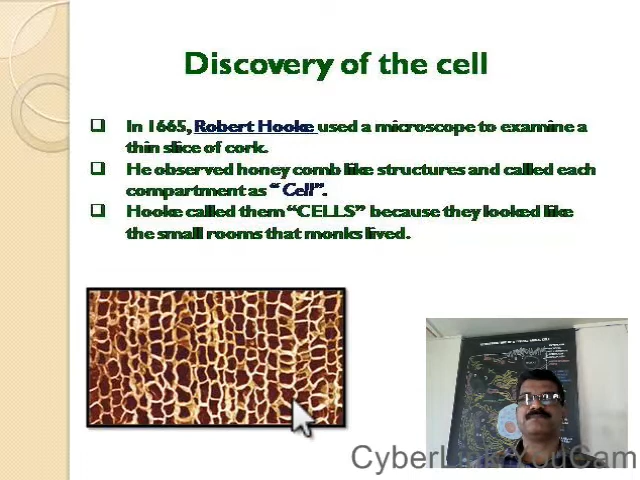 Discovery of the cell
In 1665, Robert Hooke used a microscope to examine a
thin slice of cork.
He observed honey comb like structures and called each
compartment as “ Cell”.
Hooke called them “CELLS” because they looked like
the small rooms that monks lived.
CyberLink YouCam